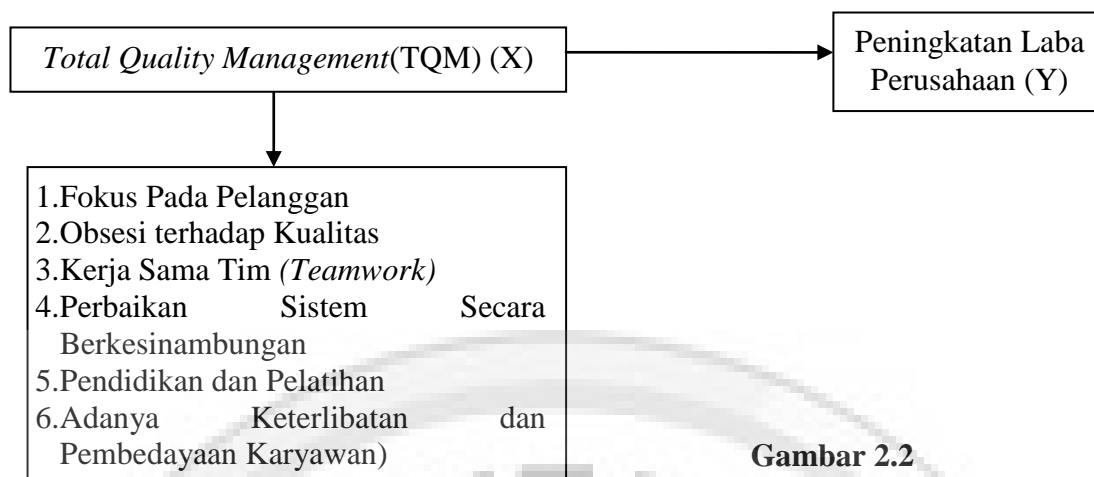 Total Quality Management(TQM) (X)
Peningkatan Laba
Perusahaan (Y)
1.Fokus Pada Pelanggan
2.Obsesi terhadap Kualitas
3.Kerja Sama Tim (Teamwork)
4.Perbaikan Sistem Secara
Berkesinambungan
5.Pendidikan dan Pelatihan
6.Adanya Keterlibatan dan
Pembedayaan Karyawan)
Gambar 2.2